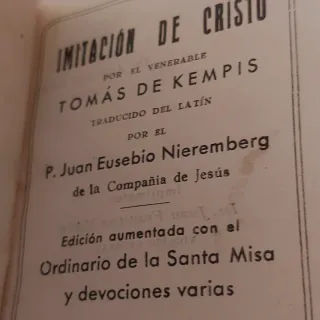 IMITACIÓN DE CRISTO
POR EL VENERABLE
TOMÁS DE KEMPIS
TRADUCIDO DEL LATÍN
POR EL
P. Juan Eusebio Nieremberg
de la Compañia de Jesús
Edición aumentada con el
Ordinario de la Santa Misa
y devociones varias